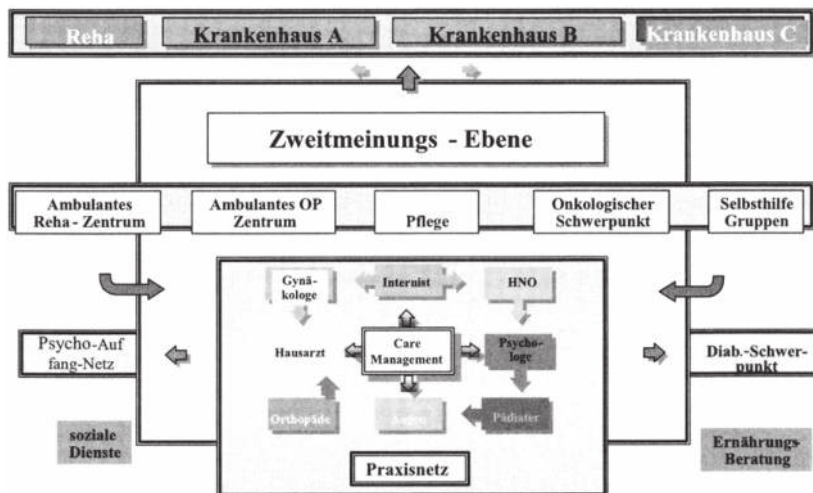 Reha Krankenhaus A Krankenhaus B Krankenhaus C
Zweitmeinungs - Ebene
Ambulantes
Reha - Zentrum
Ambulantes OP
Zentrum
Pflege
Onkologischer
Schwerpunkt
Selbsthilfe
Gruppen
Gynä-
kologe
Internist
HNO
Psycho-Auf
fang-Netz
Hausarzt
Care
Management
Psycho-
loge
Diab.-Schwer-
punkt
Orthopäde
Augen
Pädiater
soziale
Dienste
Ernährungs-
Beratung
Praxisnetz